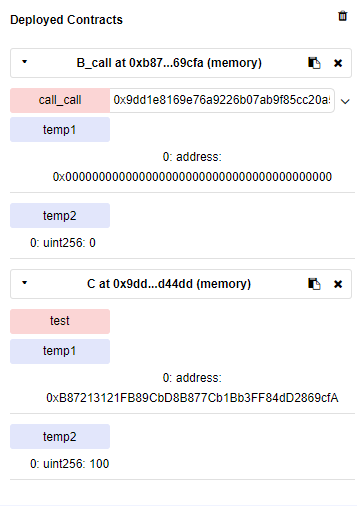 Deployed Contracts
B_call at 0xb87...69cfa (memory)
call_call 0x9dd1e8169e76a9226b07ab9f85cc20a
temp1
0: address:
0x0000000000000000000000000000000000000000
temp2
0: uint256: 0
C at 0x9dd...d44dd (memory)
test
temp1
0: address:
0xB87213121FB89CbD8B877Cb1Bb3FF84dD2869cfA
temp2
0: uint256: 100